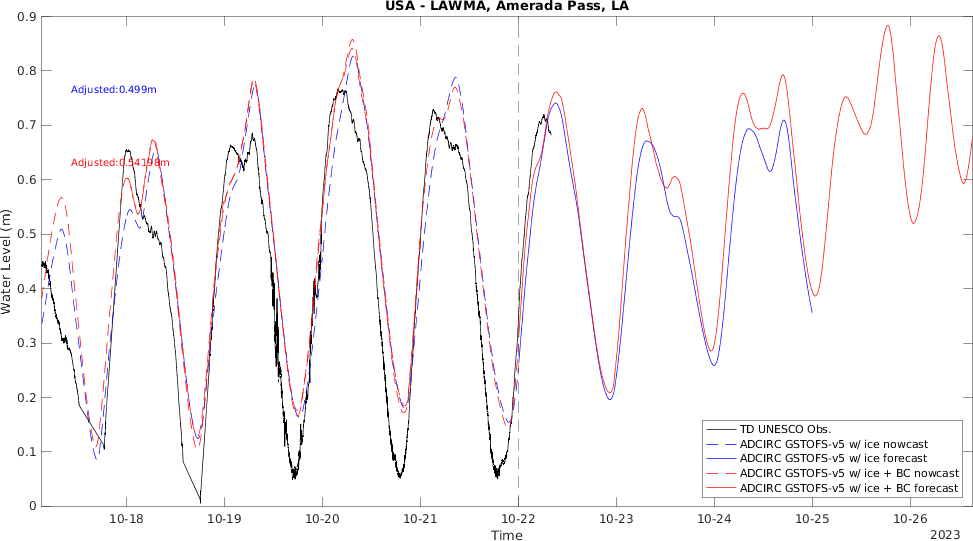 USA - LAWMA, Amerada Pass, LA
0.9
0.8
0.7
0.6
0.5
0.4
0.3
0.2
0.1
0
Water Level (m)
Adjusted:0.499m
Adjusted:0.54198m
10-18 10-19 10-20 10-21 10-22 10-23 10-24 10-25 10-26
Time
2023
TD UNESCO Obs.
ADCIRC GSTOFS-v5 w/ ice nowcast
ADCIRC GSTOFS-v5 w/ ice forecast
ADCIRC GSTOFS-v5 w/ ice + BC nowcast
ADCIRC GSTOFS-v5 w/ ice + BC forecast